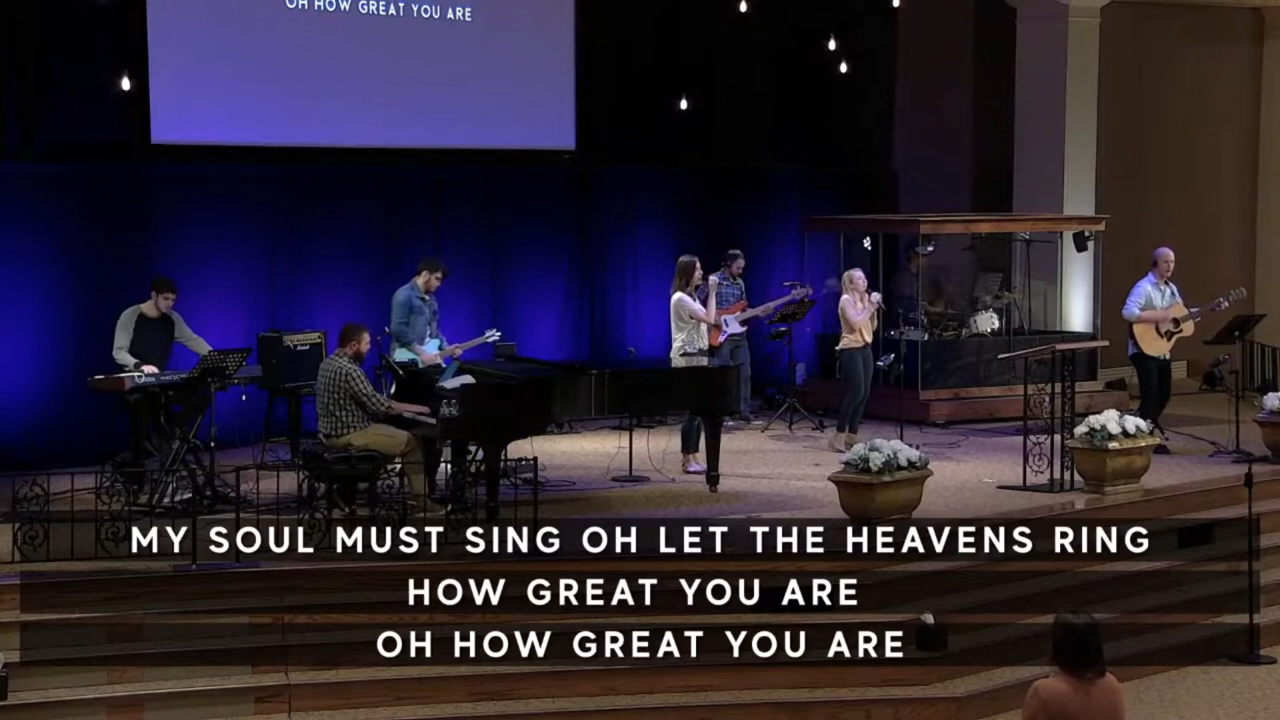 OH HOW GREAT YOU ARE
MY SOUL MUST SING OH LET THE HEAVENS RING
HOW GREAT YOU ARE
OH HOW GREAT YOU ARE